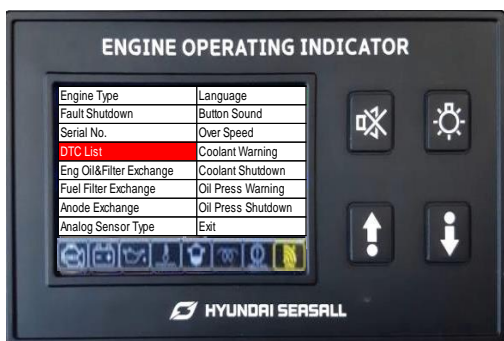 ENGINE OPERATING INDICATOR
Engine Type Language
Fault Shutdown Button Sound
Serial No. Over Speed
DTC List Coolant Warning
Eng Oil&Filter Exchange Coolant Shutdown
Fuel Filter Exchange Oil Press Warning
Anode Exchange Oil Press Shutdown
Analog Sensor Type Exit
HYUNDAI SEASALL